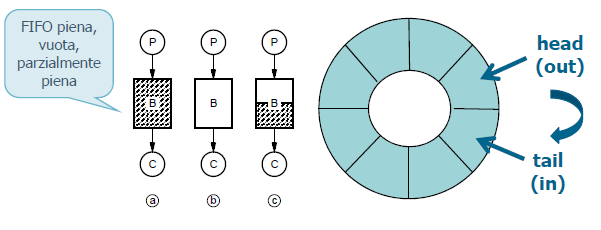 FIFO piena,
vuota,
parzialmente
piena
P
P
P
B
B
B
C
C
C
a
b
c
head
(out)
tail
(in)